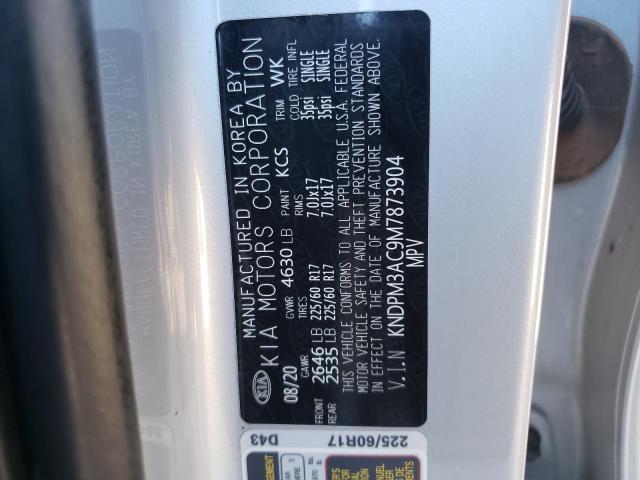 MANUFACTURED IN KOREA BY
KIA KIA MOTORS CORPORATION
08/20 GVWR 4630 LB PAINT KCS TRIM WK
GAWR TIRES RIMS COLD TIRE INFL
FRONT 2646 LB 225/60 R17 7.0Jx17 35psi SINGLE
REAR 2535 LB 225/60 R17 7.0Jx17 35psi SINGLE
THIS VEHICLE CONFORMS TO ALL APPLICABLE U.S.A. FEDERAL
MOTOR VEHICLE SAFETY AND THEFT PREVENTION STANDARDS
IN EFFECT ON THE DATE OF MANUFACTURE SHOWN ABOVE.
V.I.N KNDPM3AC9M7873904
MPV
D43
225/60R17